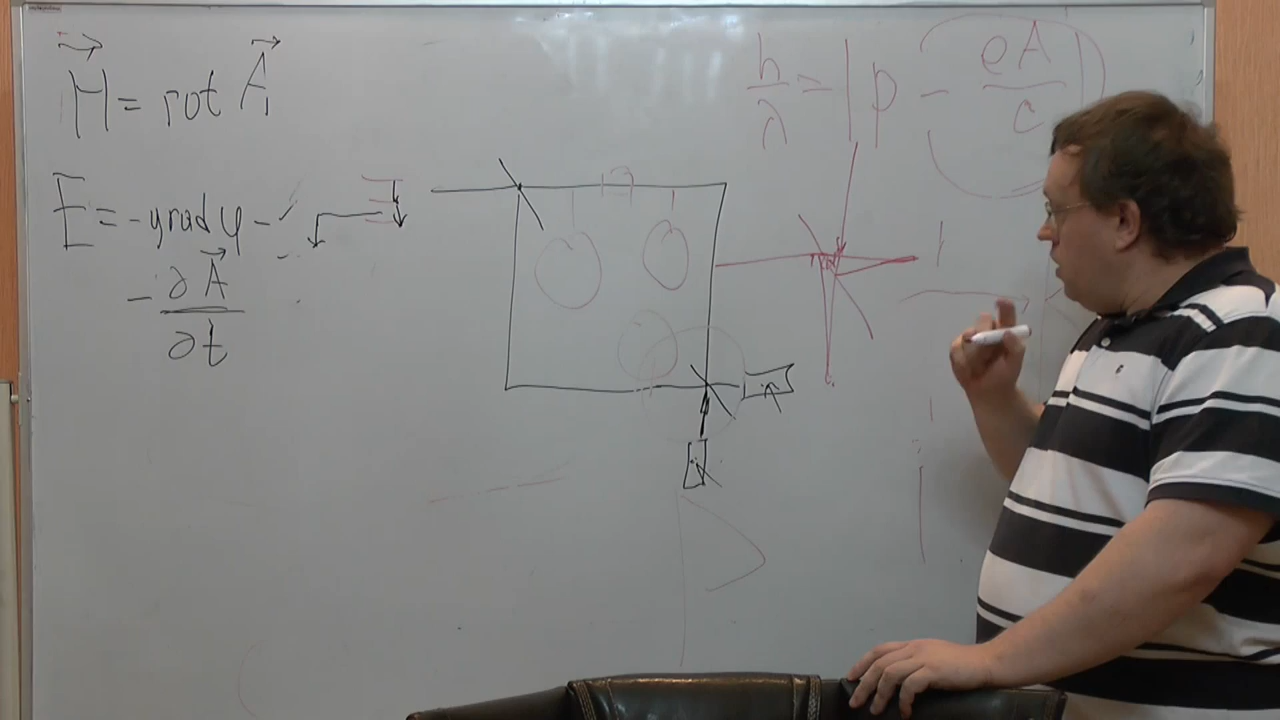 H⃗ = rot A⃗
E = -grad φ -
- ∂A⃗/∂t
h/λ = |p - eA/c|